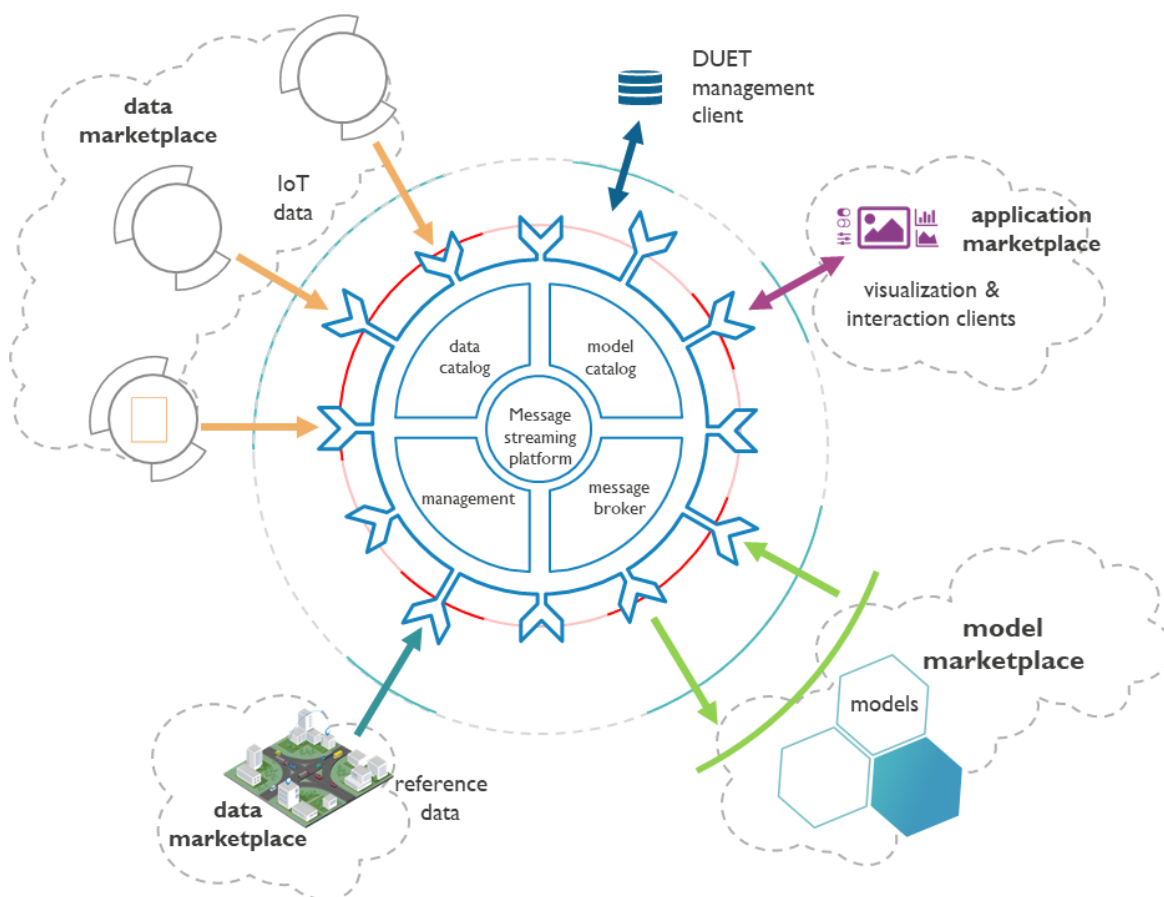 DUET
management
client
data
marketplace
IoT
data
application
marketplace
visualization &
interaction clients
data
catalog
model
catalog
Message
streaming
platform
management
message
broker
model
marketplace
models
reference
data
data
marketplace